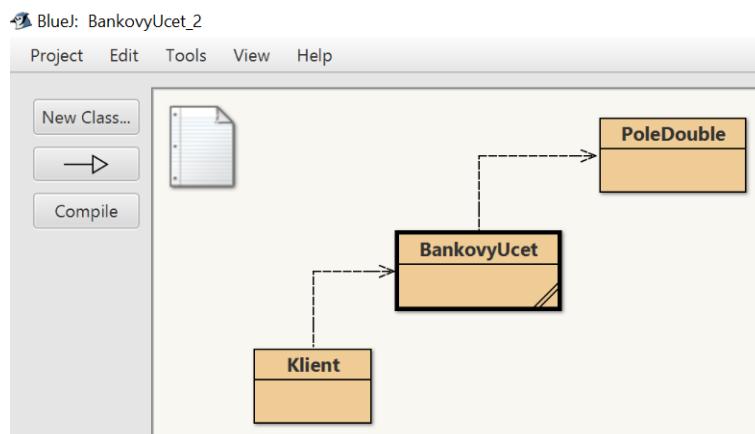 BlueJ: BankovyUcet_2
Project Edit Tools View Help
New Class...
Compile
PoleDouble
BankovyUcet
Klient